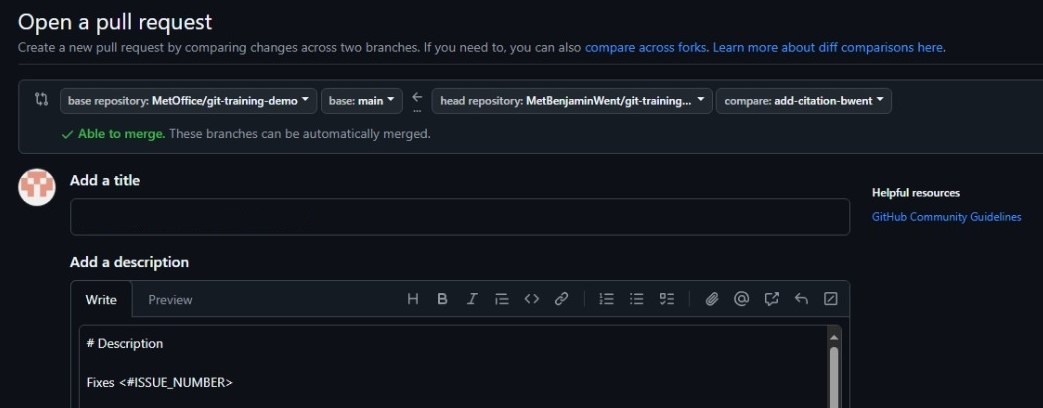 Open a pull request
Create a new pull request by comparing changes across two branches. If you need to, you can also compare across forks. Learn more about diff comparisons here.
base repository: MetOffice/git-training-demo base: main ... head repository: MetBenjaminWent/git-training... compare: add-citation-bwent
Able to merge. These branches can be automatically merged.
Add a title
Helpful resources
GitHub Community Guidelines
Add a description
Write Preview H B I
# Description
Fixes <#ISSUE_NUMBER>